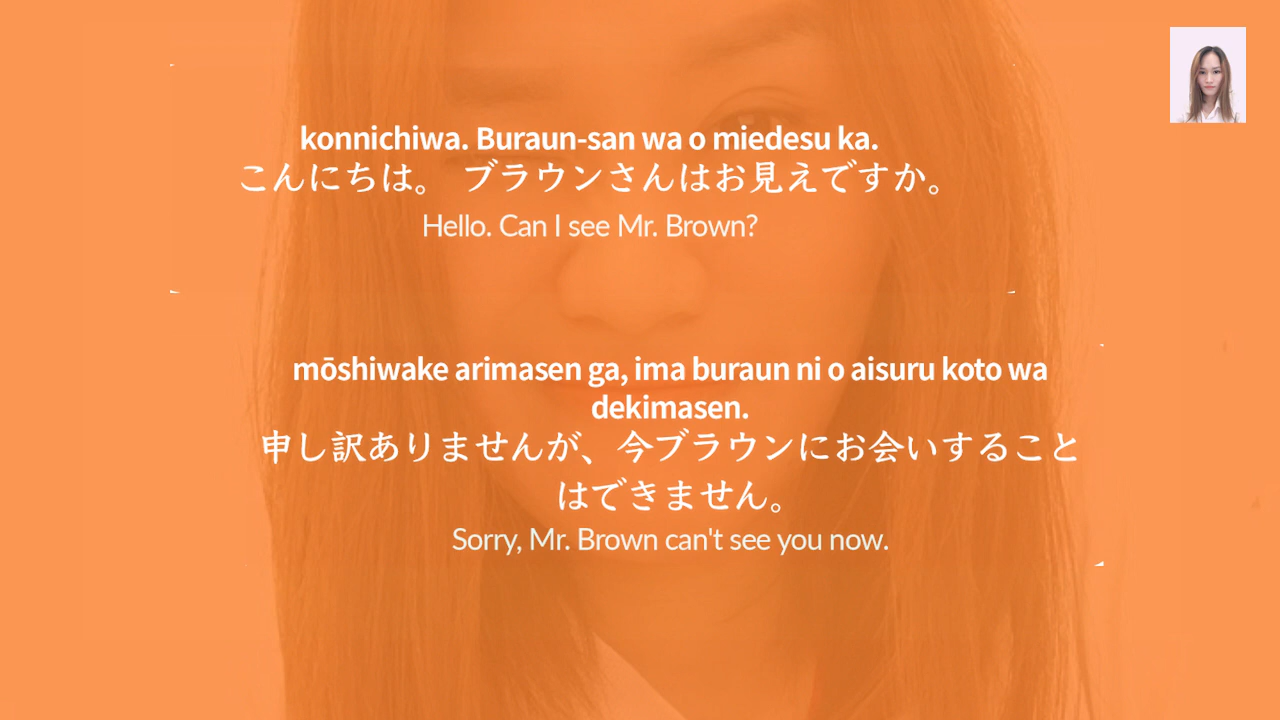 konnichiwa. Buraun-san wa o miedesu ka.
こんにちは。 ブラウンさんはお見えですか。
Hello. Can I see Mr. Brown?
mōshiwake arimasen ga, ima buraun ni o aisuru koto wa
dekimasen.
申し訳ありませんが、今ブラウンにお会いすること
はできません。
Sorry, Mr. Brown can't see you now.